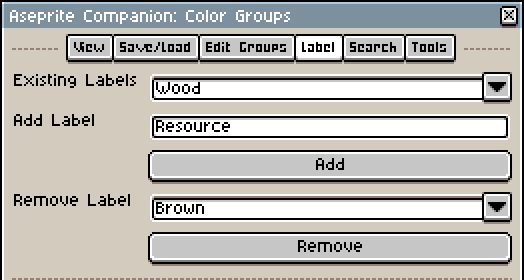 Aseprite Companion: Color Groups
View Save/Load Edit Groups Label Search Tools
Existing Labels Wood
Add Label Resource
Add
Remove Label Brown
Remove